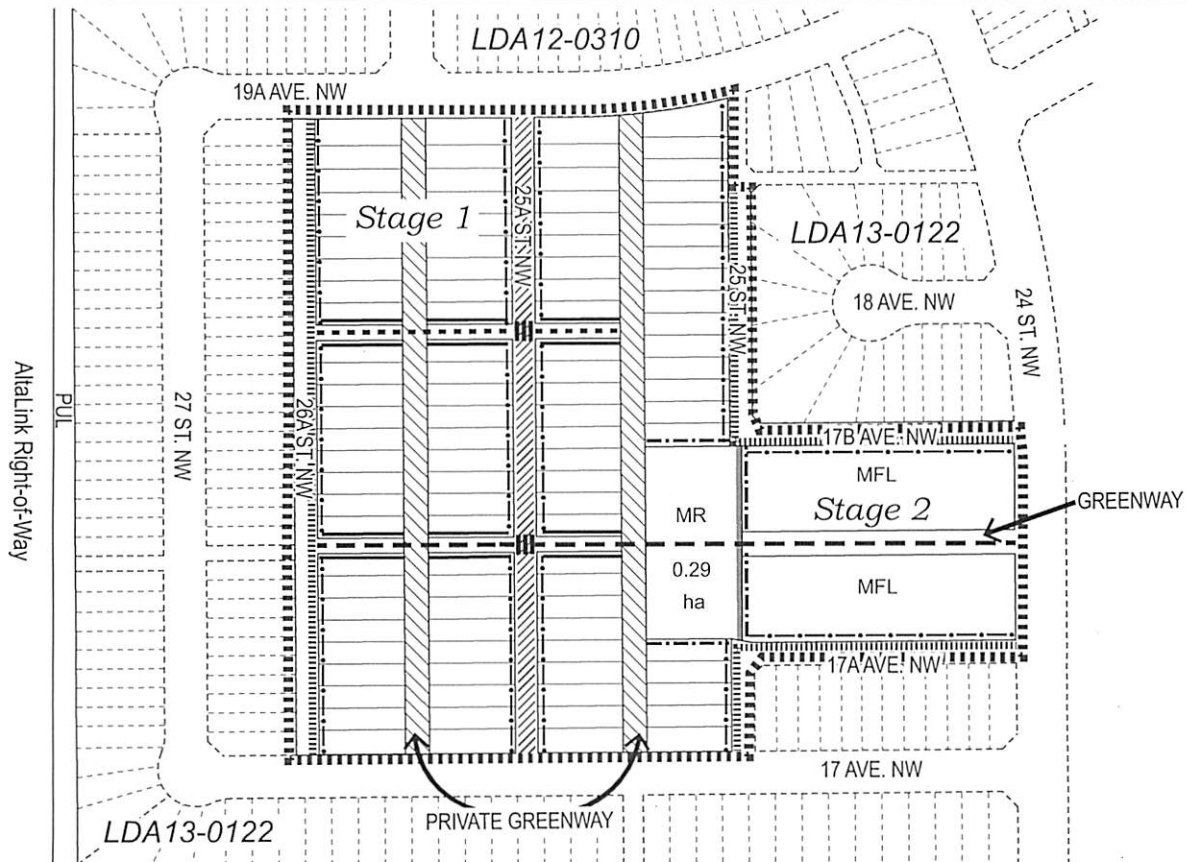 LDA12-0310
19A AVE. NW
Stage 1
25A ST. NW
LDA13-0122
25 ST. NW
18 AVE. NW
24 ST. NW
AltaLink Right-of-Way
PUL
27 ST. NW
26A ST. NW
17B AVE. NW
MFL
Stage 2
GREENWAY
MR
0.29
ha
MFL
17A AVE. NW
17 AVE. NW
PRIVATE GREENWAY
LDA13-0122